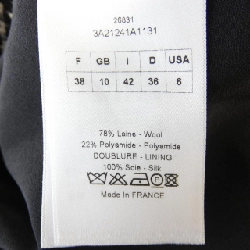 26831
3A21241A1131
F GB I D USA
38 10 42 36 6
78% Laine - Wool
22% Polyamide - Polyamide
DOUBLURE - LINING
100% Soie - Silk
Made In FRANCE